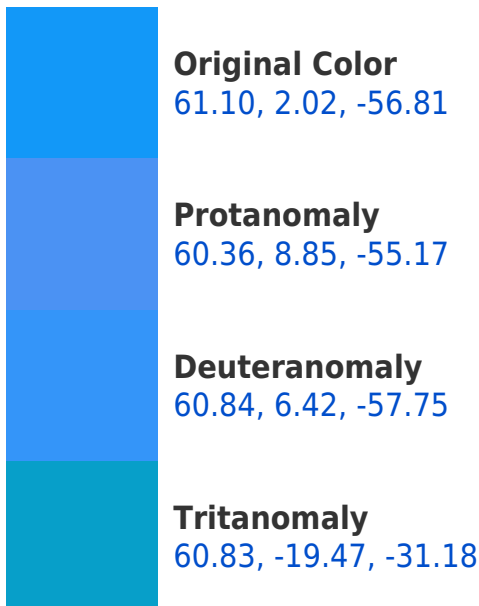 Original Color
61.10, 2.02, -56.81
Protanomaly
60.36, 8.85, -55.17
Deuteranomaly
60.84, 6.42, -57.75
Tritanomaly
60.83, -19.47, -31.18